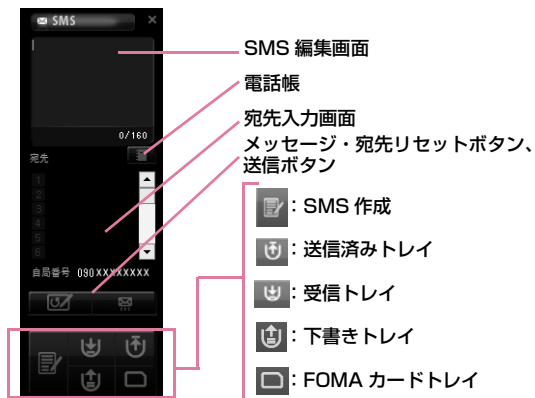 SMS
SMS 編集画面
電話帳
0/160
宛先入力画面
宛先
メッセージ・宛先リセットボタン、
送信ボタン
1
2
3
4
5
6
自局番号 090XXXXXXXX
：SMS 作成
：送信済みトレイ
：受信トレイ
：下書きトレイ
：FOMA カードトレイ